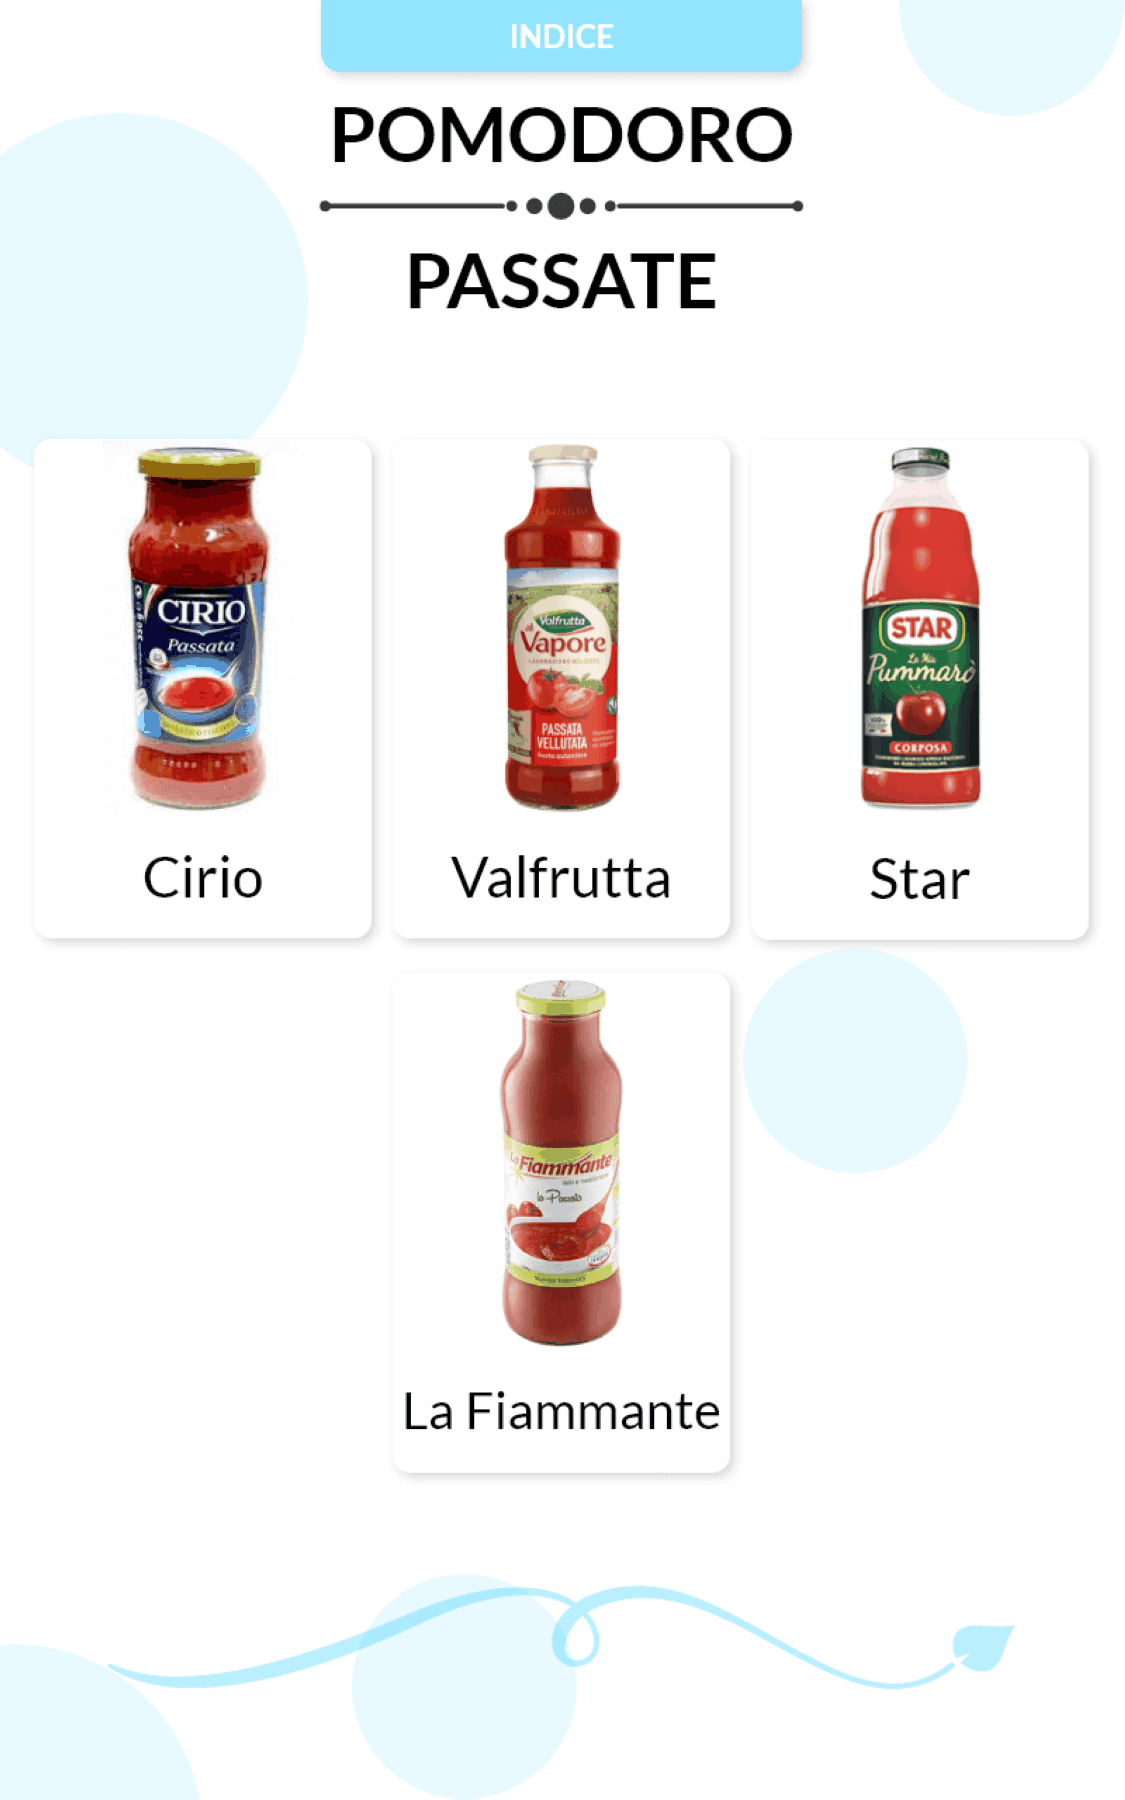 INDICE
POMODORO
PASSATE
CIRIO
Passata
350 g e
Valfrutta
Vapore
PASSATA
VELLUTATA
STAR
La Mia
Pummarò
CORPOSA
Cirio
Valfrutta
Star
La Fiammante
la Passata
La Fiammante